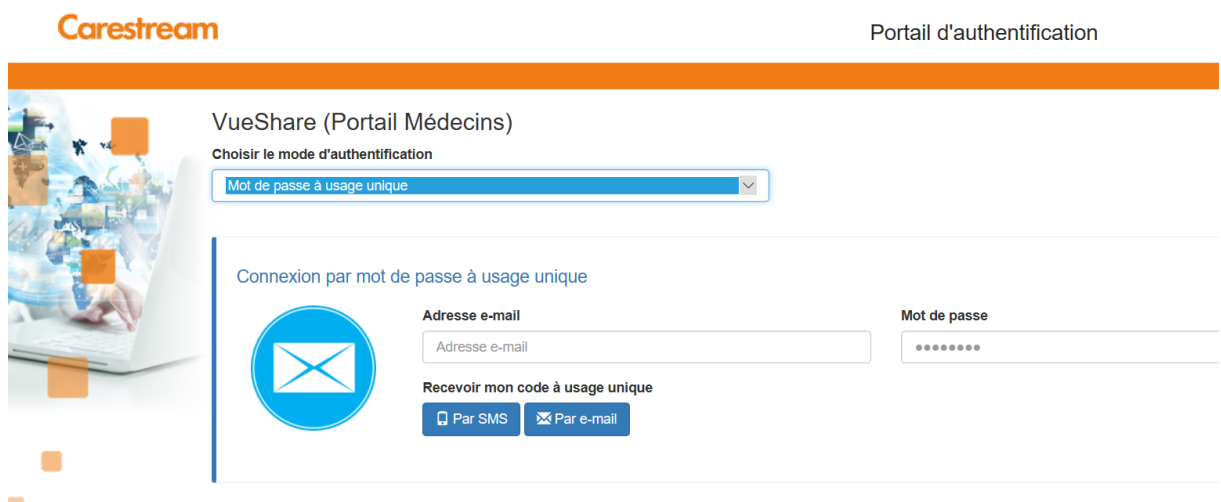 Carestream
Portail d'authentification
VueShare (Portail Médecins)
Choisir le mode d'authentification
Mot de passe à usage unique
Connexion par mot de passe à usage unique
Adresse e-mail
Mot de passe
Adresse e-mail
••••••••
Recevoir mon code à usage unique
Par SMS
Par e-mail